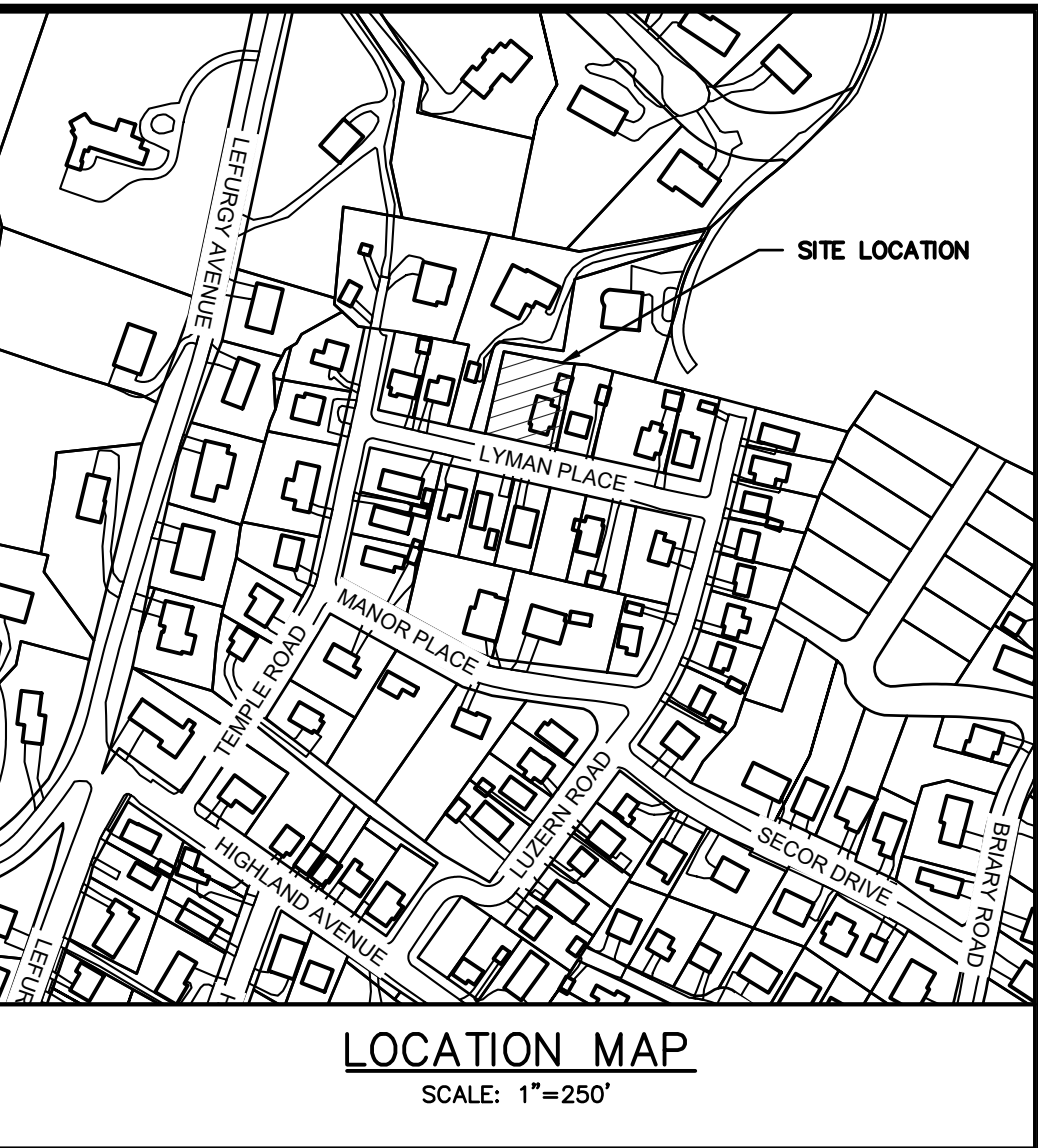 LEFURGY AVENUE
SITE LOCATION
LYMAN PLACE
MANOR PLACE
TEMPLE ROAD
LUZERN ROAD
HIGHLAND AVENUE
SECOR DRIVE
BRIARY ROAD
LEFUR
LOCATION MAP
SCALE: 1"=250'